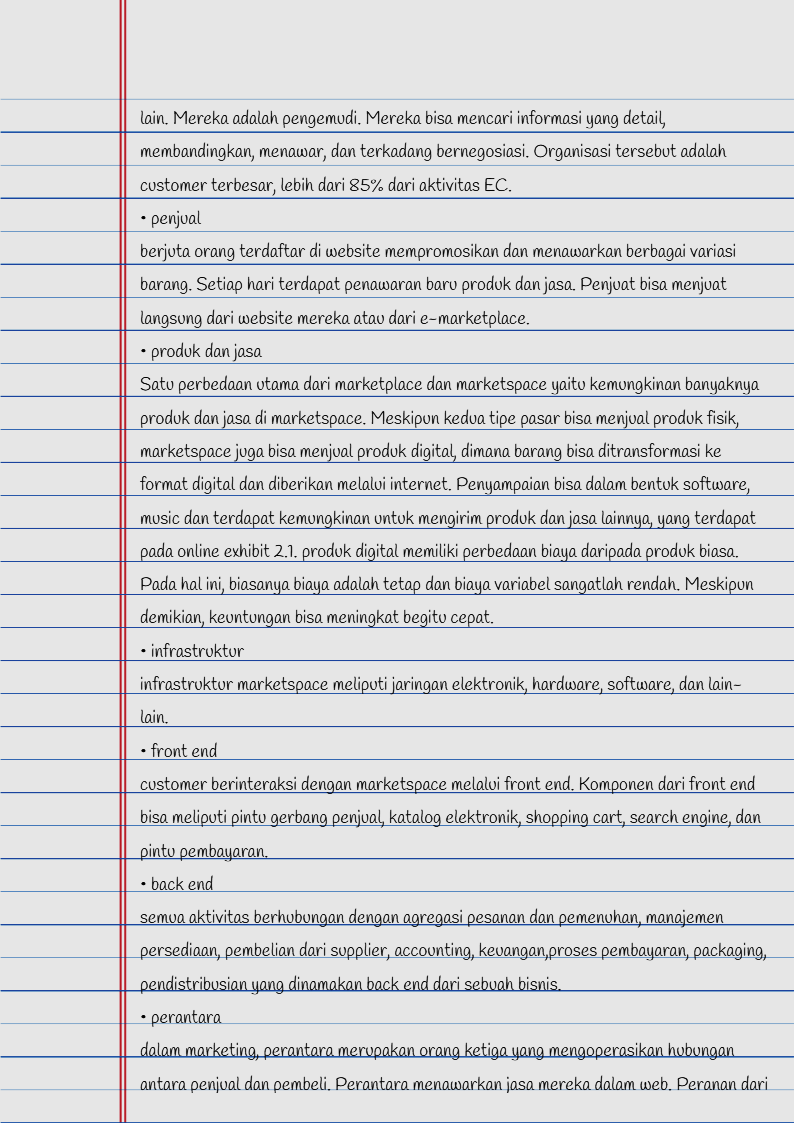 lain. Mereka adalah pengemudi. Mereka bisa mencari informasi yang detail,
membandingkan, menawar, dan terkadang bernegosiasi. Organisasi tersebut adalah
customer terbesar, lebih dari 85% dari aktivitas EC.
• penjual
berjuta orang terdaftar di website mempromosikan dan menawarkan berbagai variasi
barang. Setiap hari terdapat penawaran baru produk dan jasa. Penjuat bisa menjuat
langsung dari website mereka atau dari e-marketplace.
• produk dan jasa
Satu perbedaan utama dari marketplace dan marketspace yaitu kemungkinan banyaknya
produk dan jasa di marketspace. Meskipun kedua tipe pasar bisa menjual produk fisik,
marketspace juga bisa menjual produk digital, dimana barang bisa ditransformasi ke
format digital dan diberikan melalui internet. Penyampaian bisa dalam bentuk software,
music dan terdapat kemungkinan untuk mengirim produk dan jasa lainnya, yang terdapat
pada online exhibit 2.1. produk digital memiliki perbedaan biaya daripada produk biasa.
Pada hal ini, biasanya biaya adalah tetap dan biaya variabel sangatlah rendah. Meskipun
demikian, keuntungan bisa meningkat begitu cepat.
• infrastruktur
infrastruktur marketspace meliputi jaringan elektronik, hardware, software, dan lain-
lain.
• front end
customer berinteraksi dengan marketspace melalui front end. Komponen dari front end
bisa meliputi pintu gerbang penjual, katalog elektronik, shopping cart, search engine, dan
pintu pembayaran.
• back end
semua aktivitas berhubungan dengan agregasi pesanan dan pemenuhan, manajemen
persediaan, pembelian dari supplier, accounting, keuangan,proses pembayaran, packaging,
pendistribusian yang dinamakan back end dari sebuah bisnis.
• perantara
dalam marketing, perantara merupakan orang ketiga yang mengoperasikan hubungan
antara penjual dan pembeli. Perantara menawarkan jasa mereka dalam web. Peranan dari